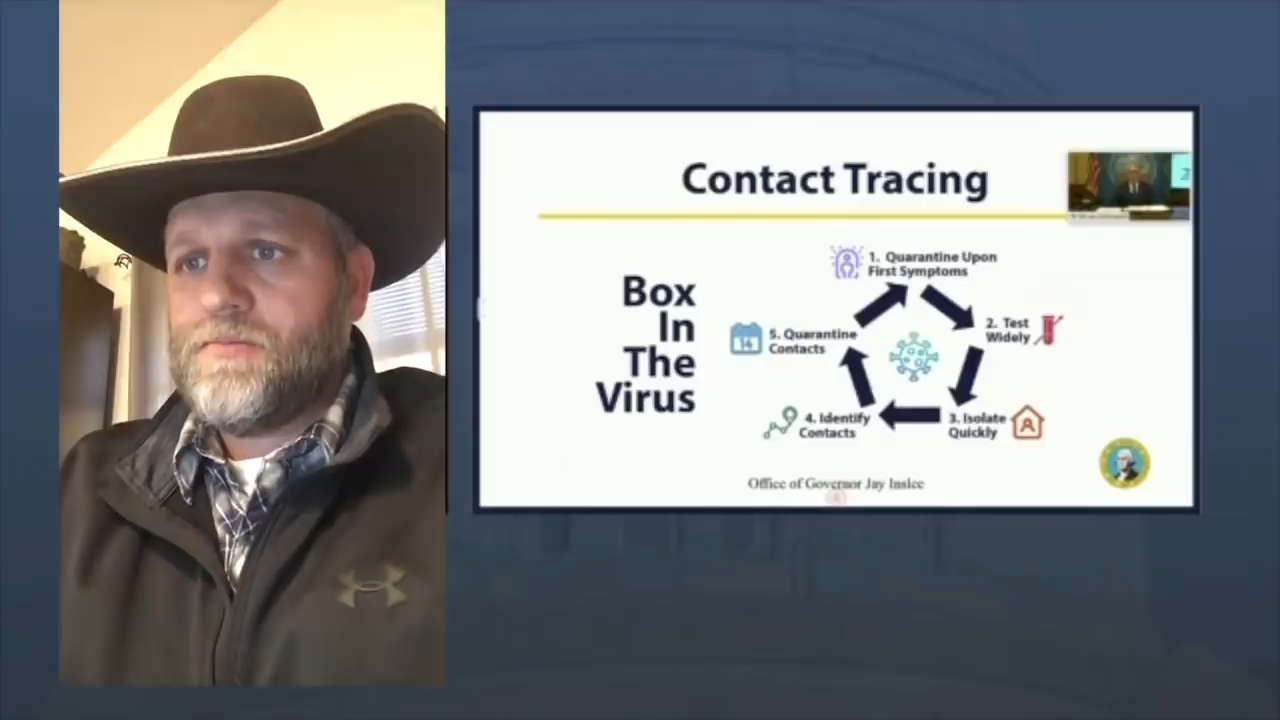 Contact Tracing
Box
In
The
Virus
1. Quarantine Upon
First Symptoms
2. Test
Widely
3. Isolate
Quickly
4. Identify
Contacts
5. Quarantine
Contacts
14
Office of Governor Jay Inslee